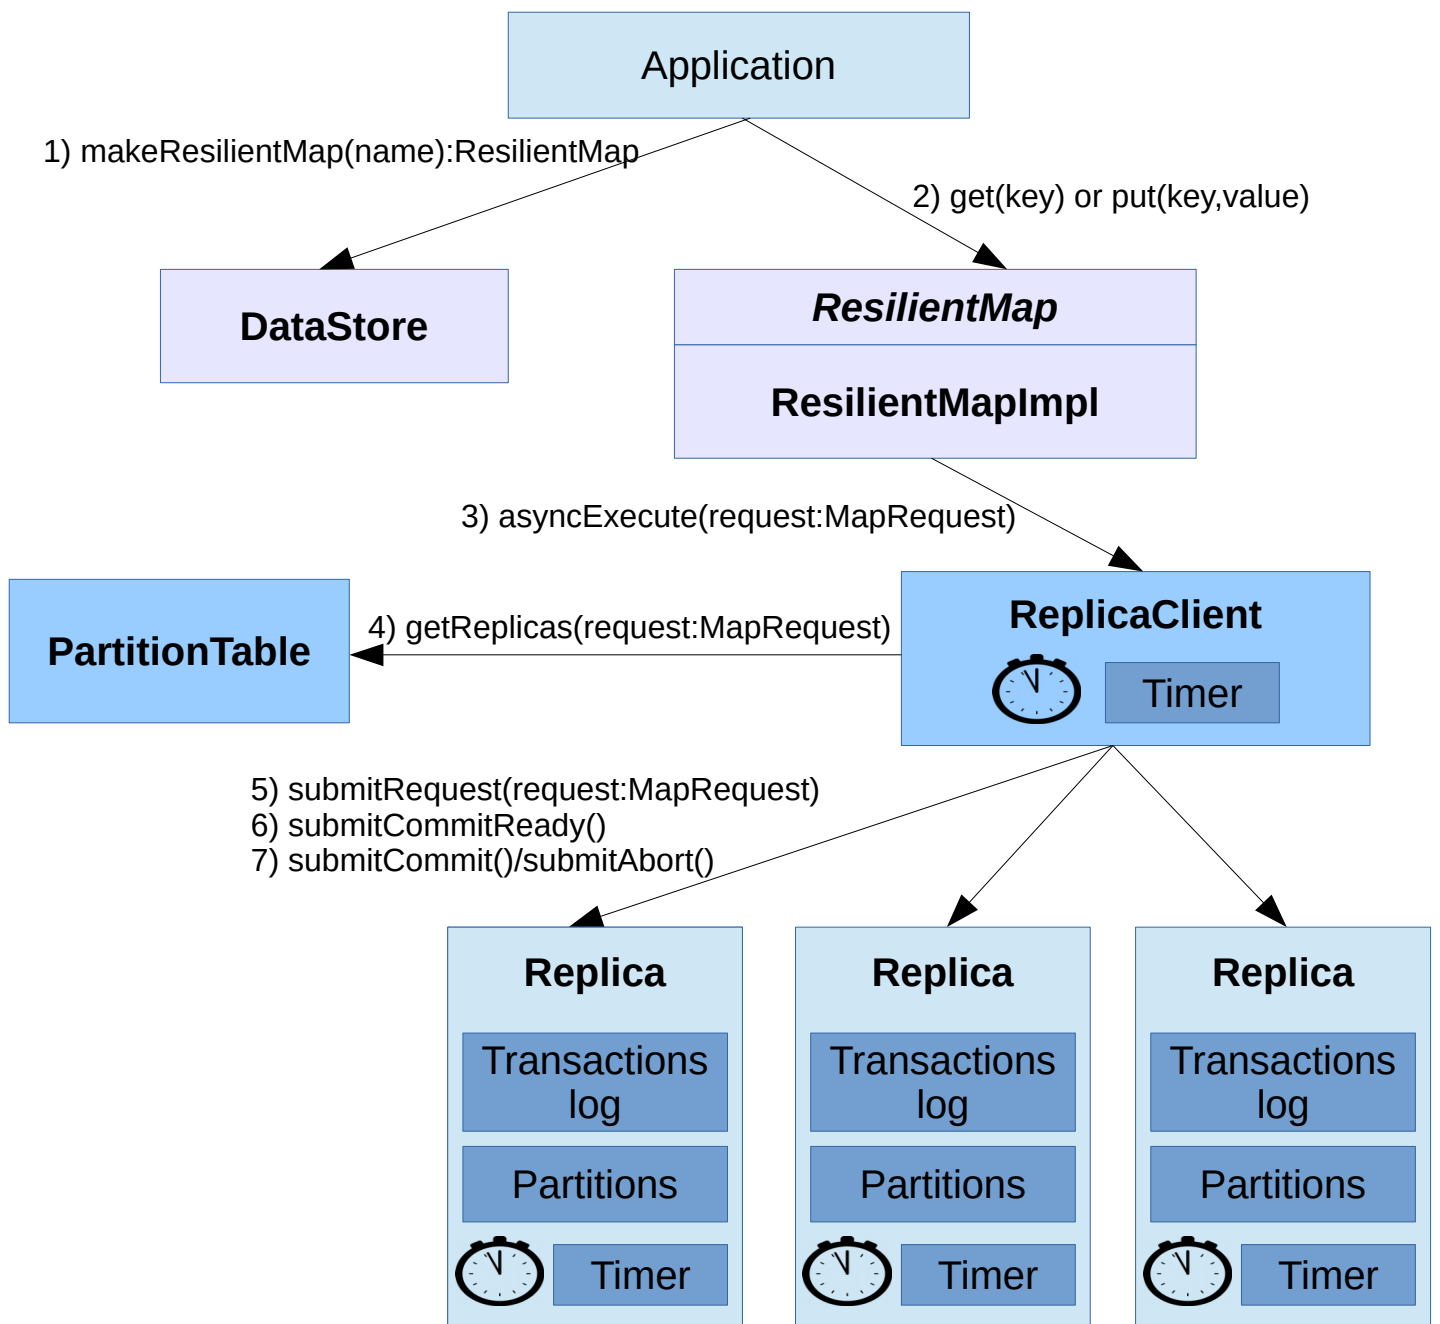 Application
1) makeResilientMap(name):ResilientMap
2) get(key) or put(key,value)
DataStore
ResilientMap
ResilientMapImpl
3) asyncExecute(request:MapRequest)
PartitionTable
4) getReplicas(request:MapRequest)
ReplicaClient
Timer
5) submitRequest(request:MapRequest)
6) submitCommitReady()
7) submitCommit()/submitAbort()
Replica
Transactions
log
Partitions
Timer
Replica
Transactions
log
Partitions
Timer
Replica
Transactions
log
Partitions
Timer